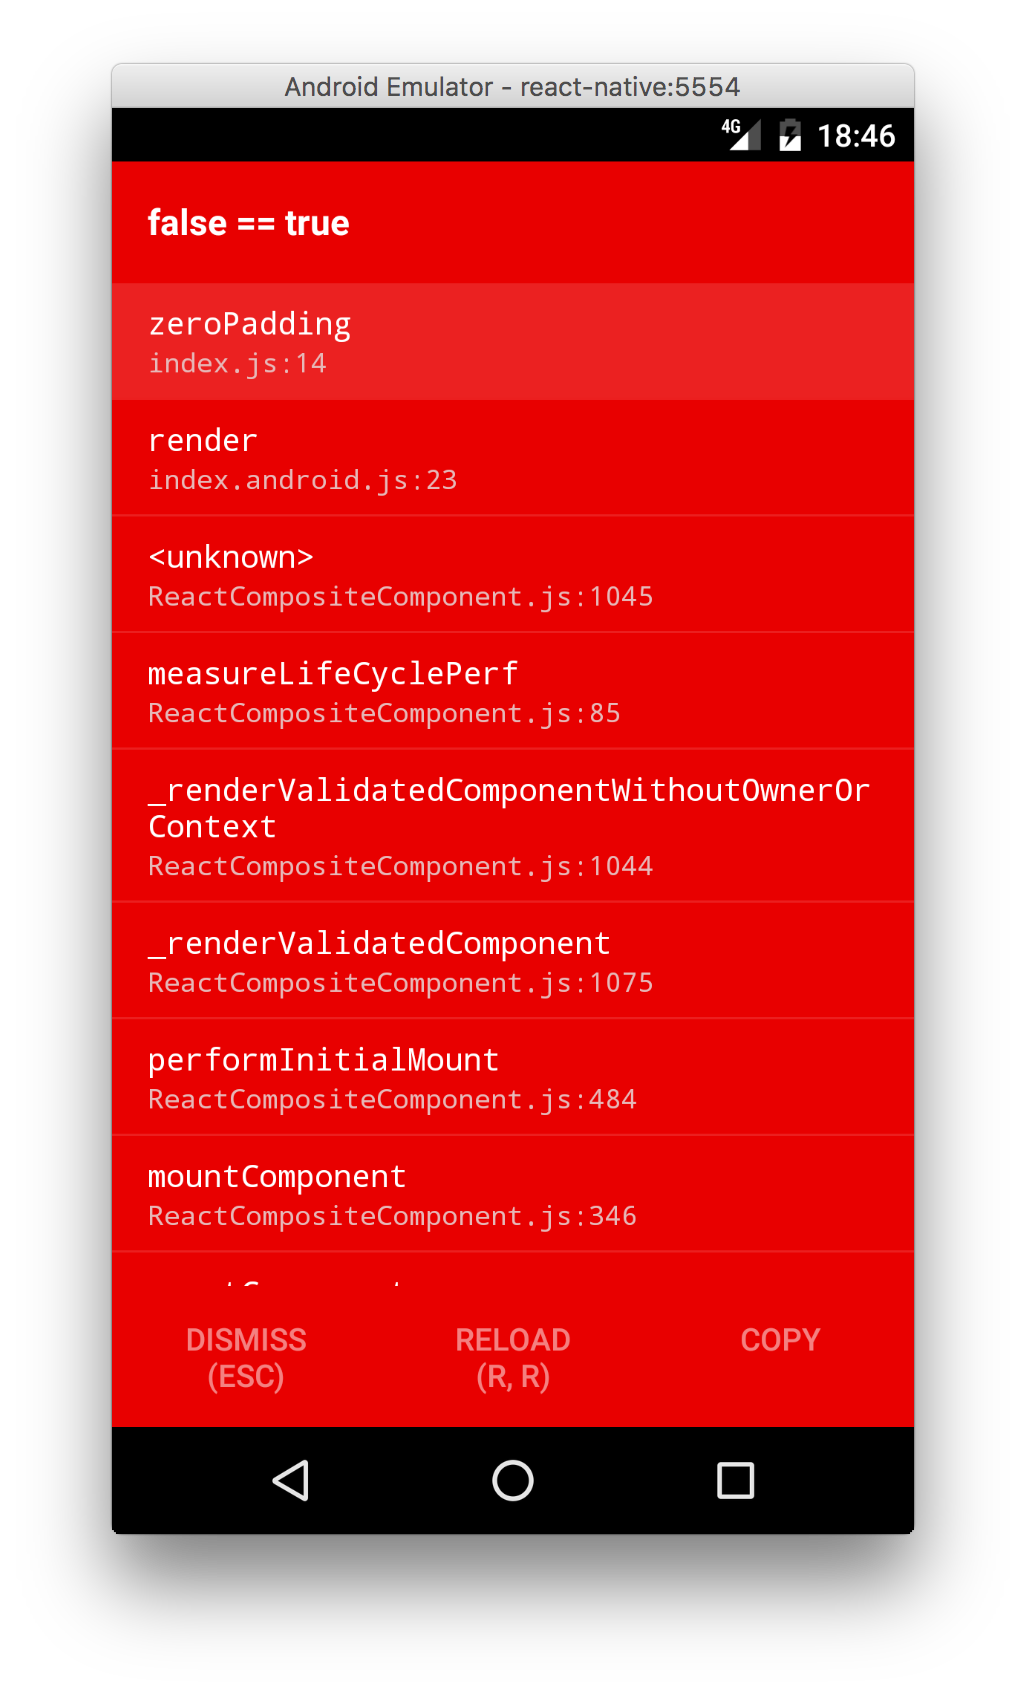 Android Emulator - react-native:5554
4G 18:46
false == true
zeroPadding
index.js:14
render
index.android.js:23
<unknown>
ReactCompositeComponent.js:1045
measureLifeCyclePerf
ReactCompositeComponent.js:85
_renderValidatedComponentWithoutOwnerOr
Context
ReactCompositeComponent.js:1044
_renderValidatedComponent
ReactCompositeComponent.js:1075
performInitialMount
ReactCompositeComponent.js:484
mountComponent
ReactCompositeComponent.js:346
DISMISS
(ESC)
RELOAD
(R, R)
COPY